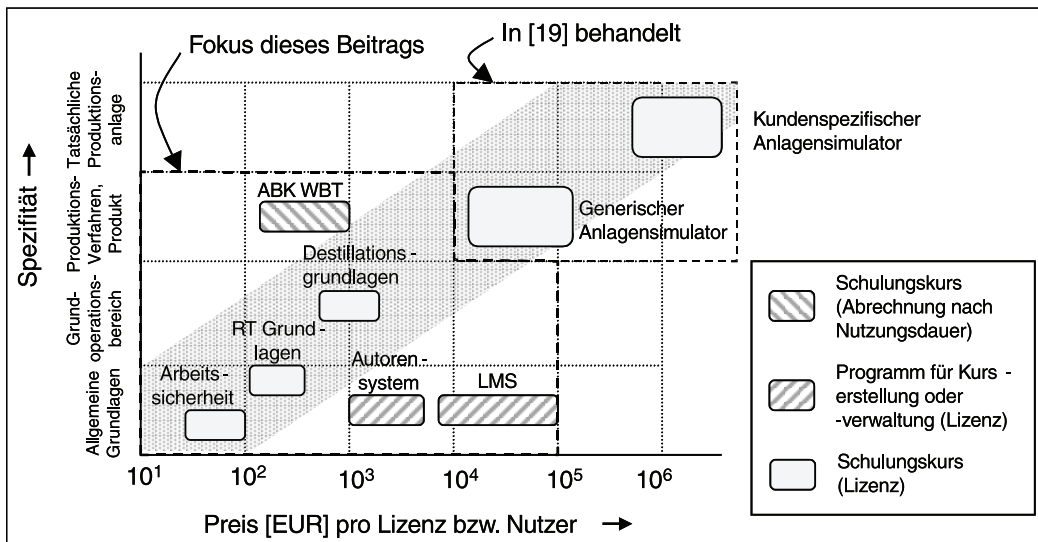 Fokus dieses Beitrags
In [19] behandelt
Spezifität
Tatsächliche
Produktions-
anlage
Produktions-
Verfahren,
Produkt
Grund-
operations-
bereich
Allgemeine
Grundlagen
Kundenspezifischer
Anlagensimulator
ABK WBT
Generischer
Anlagensimulator
Destillations -
grundlagen
RT Grund -
lagen
Arbeits -
sicherheit
Autoren -
system
LMS
10¹ 10² 10³ 10⁴ 10⁵ 10⁶
Preis [EUR] pro Lizenz bzw. Nutzer
Schulungskurs
(Abrechnung nach
Nutzungsdauer)
Programm für Kurs -
erstellung oder
-verwaltung (Lizenz)
Schulungskurs
(Lizenz)